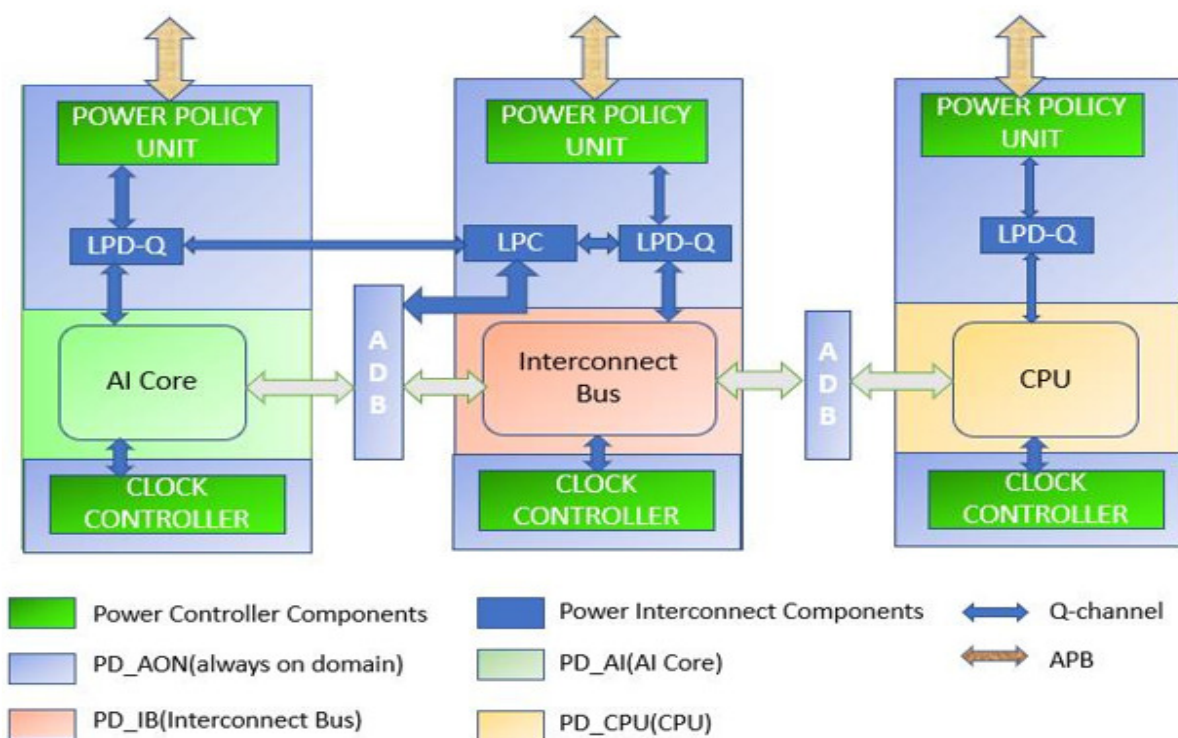 POWER POLICY
UNIT
POWER POLICY
UNIT
POWER POLICY
UNIT
LPD-Q
LPC
LPD-Q
LPD-Q
AI Core
A
D
B
Interconnect
Bus
A
D
B
CPU
CLOCK
CONTROLLER
CLOCK
CONTROLLER
CLOCK
CONTROLLER
Power Controller Components
Power Interconnect Components
Q-channel
PD_AON(always on domain)
PD_AI(AI Core)
APB
PD_IB(Interconnect Bus)
PD_CPU(CPU)